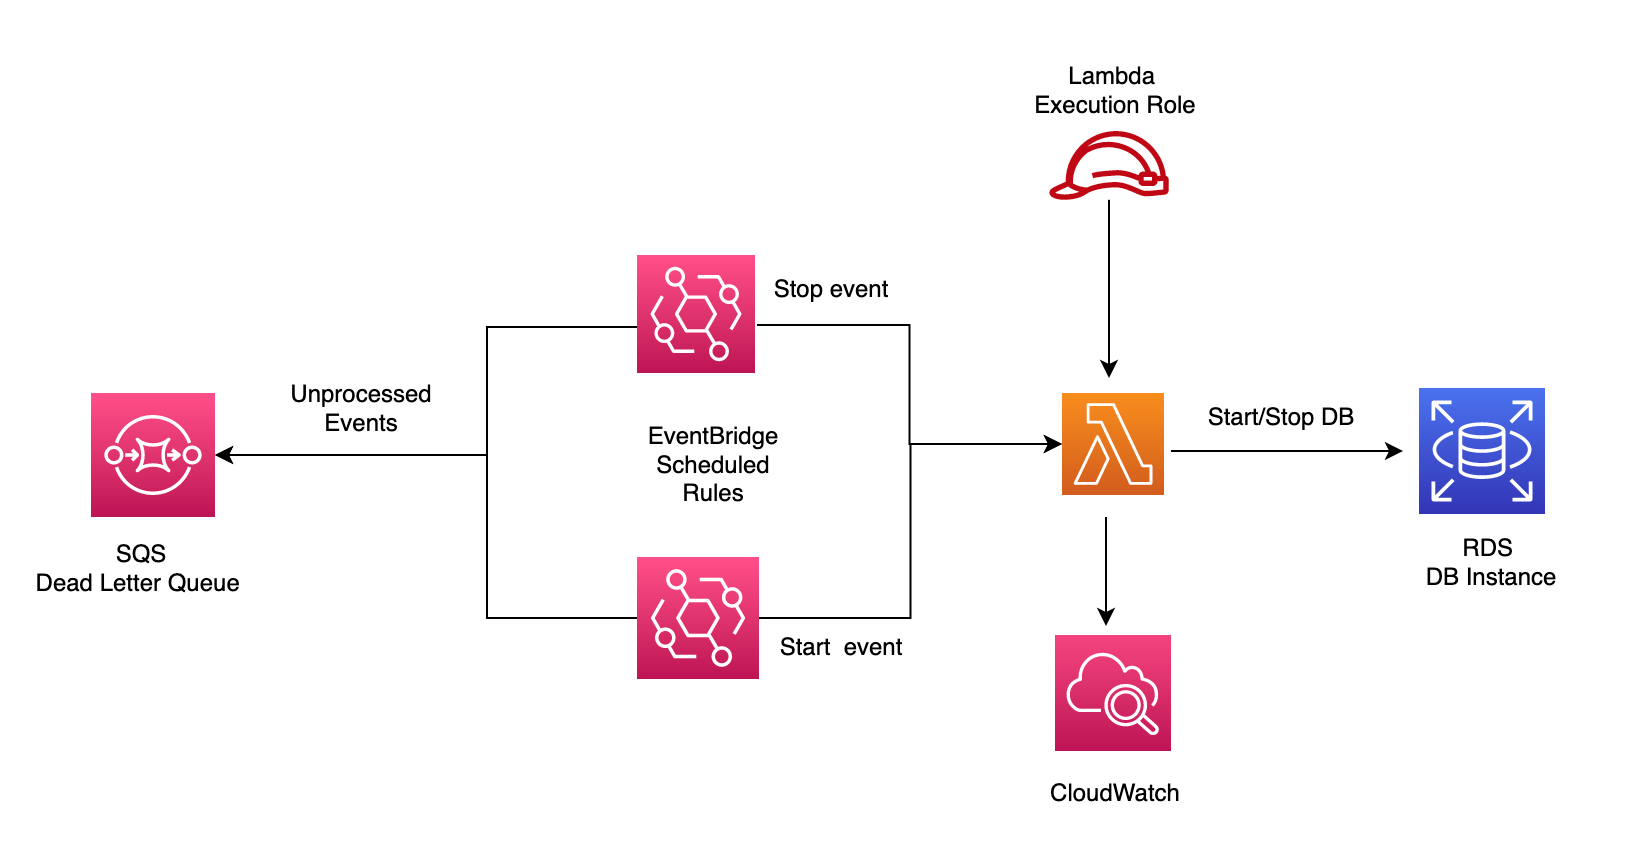 Lambda
Execution Role
Stop event
Unprocessed
Events
Start/Stop DB
EventBridge
Scheduled
Rules
SQS
Dead Letter Queue
RDS
DB Instance
Start  event
CloudWatch